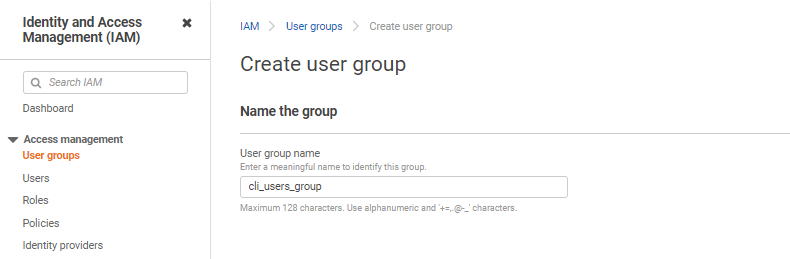 Identity and Access
Management (IAM)
Search IAM
Dashboard
Access management
User groups
Users
Roles
Policies
Identity providers
IAM > User groups > Create user group
Create user group
Name the group
User group name
Enter a meaningful name to identify this group.
cli_users_group
Maximum 128 characters. Use alphanumeric and '+=,.@-_' characters.